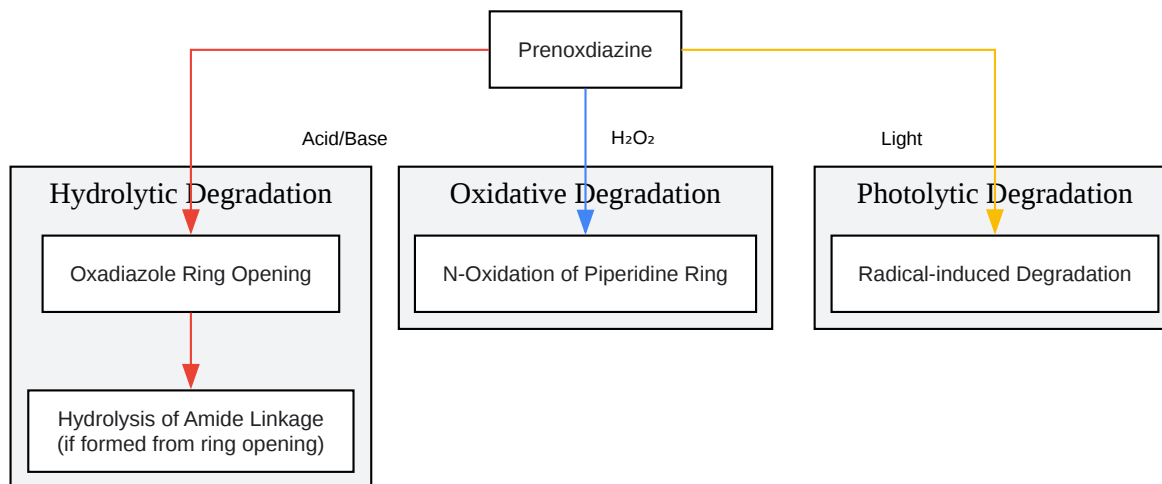 Prenoxdiazine
Acid/Base
H₂O₂
Light
Hydrolytic Degradation
Oxidative Degradation
Photolytic Degradation
Oxadiazole Ring Opening
N-Oxidation of Piperidine Ring
Radical-induced Degradation
Hydrolysis of Amide Linkage
(if formed from ring opening)